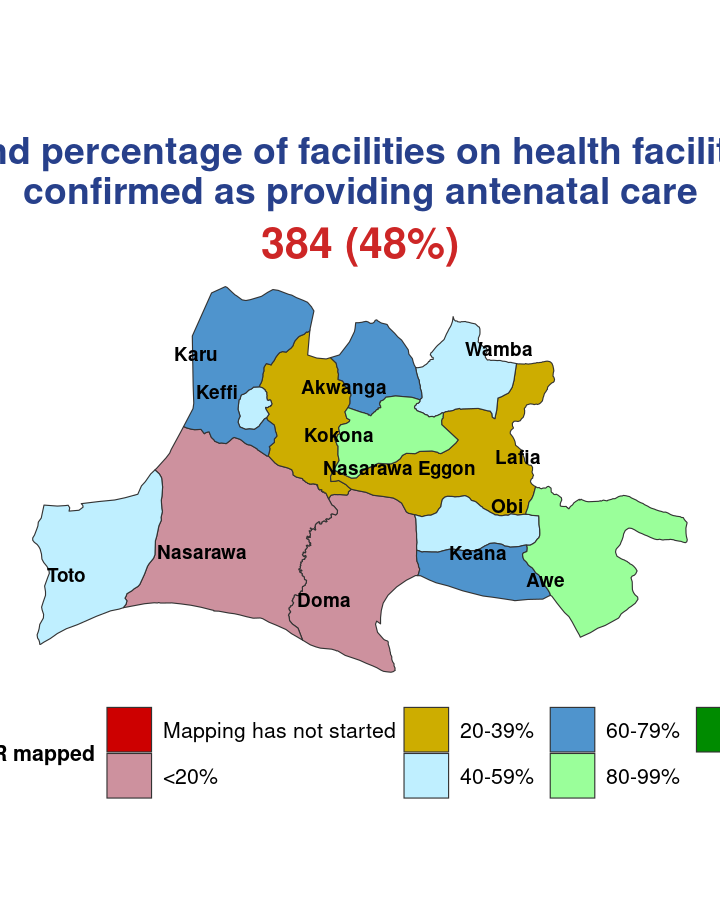 percentage of facilities on health
confirmed as providing antenatal care
384 (48%)
Karu
Wamba
Keffi
Akwanga
Kokona
Lafia
Nasarawa Eggon
Obi
Nasarawa
Keana
Toto
Awe
Doma
Mapping has not started
20-39%
60-79%
mapped
<20%
40-59%
80-99%